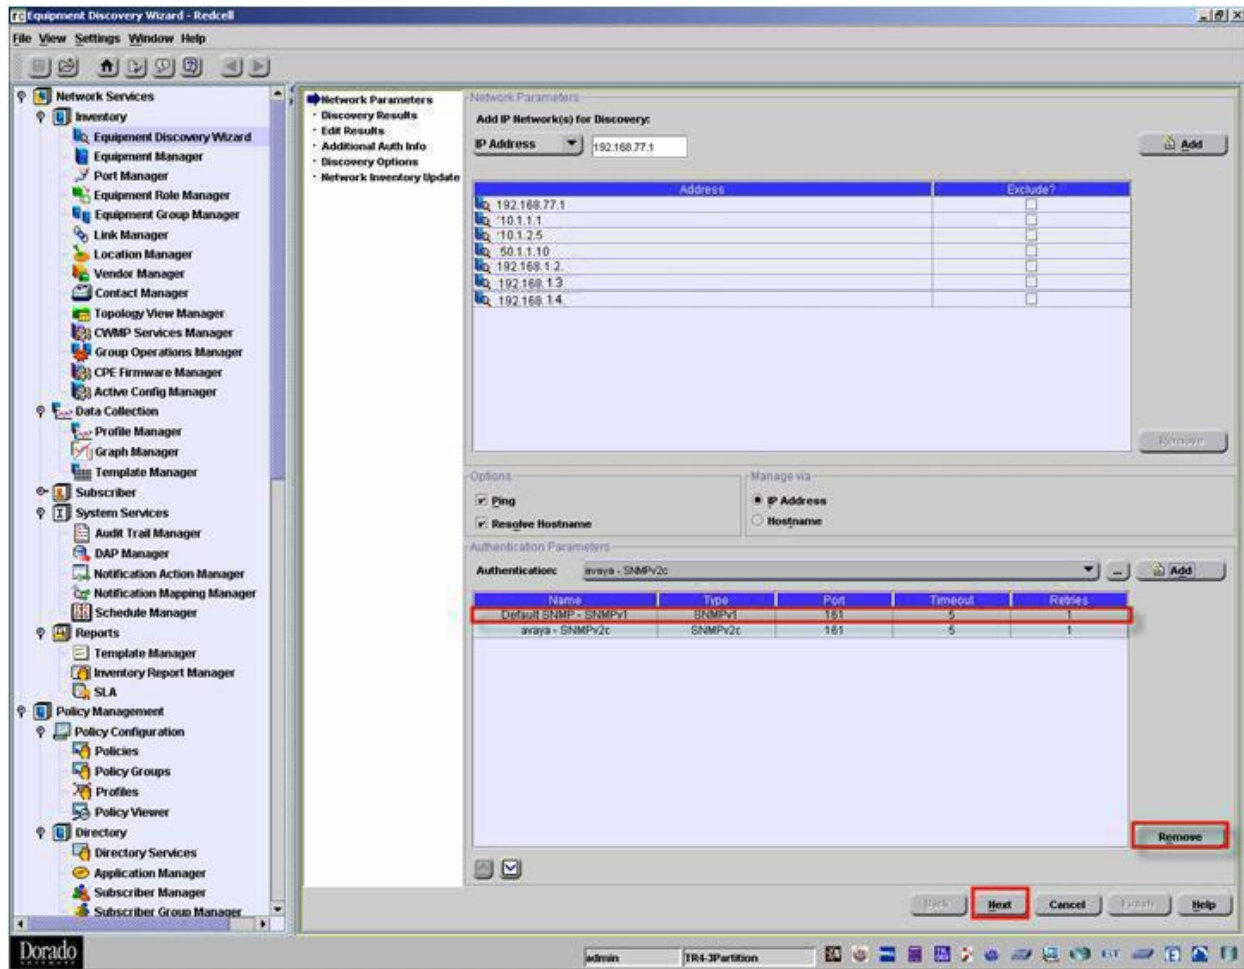 Equipment Discovery Wizard - Redcell
File View Settings Window Help
Network Services
Inventory
Equipment Discovery Wizard
Equipment Manager
Port Manager
Equipment Role Manager
Equipment Group Manager
Link Manager
Location Manager
Vendor Manager
Contact Manager
Topology View Manager
CWMP Services Manager
Group Operations Manager
CPE Firmware Manager
Active Config Manager
Data Collection
Profile Manager
Graph Manager
Template Manager
Subscriber
System Services
Audit Trail Manager
DAP Manager
Notification Action Manager
Notification Mapping Manager
Schedule Manager
Reports
Template Manager
Inventory Report Manager
SLA
Policy Management
Policy Configuration
Policies
Policy Groups
Profiles
Policy Viewer
Directory
Directory Services
Application Manager
Subscriber Manager
Subscriber Group Manager
Network Parameters
Discovery Results
Edit Results
Additional Auth Info
Discovery Options
Network Inventory Update
Network Parameters
Add IP Network(s) for Discovery:
IP Address 192.168.77.1 Add
Address Exclude?
192.168.77.1
10.1.1.1
10.1.2.5
50.1.1.10
192.168.1.2.
192.168.1.3
192.168.1.4.
Remove
Options
Ping
Resolve Hostname
Manage via
IP Address
Hostname
Authentication Parameters
Authentication: avaya - SNMPv2c ... Add
Name Type Port Timeout Retries
Default SNMP - SNMPv1 SNMPv1 161 5 1
avaya - SNMPv2c SNMPv2c 161 5 1
Remove
Back Next Cancel Finish Help
Dorado
SOFTWARE
admin TR4-3Partition